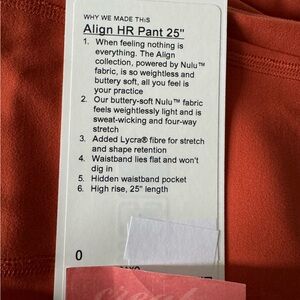 WHY WE MADE THIS
Align HR Pant 25"
1. When feeling nothing is
everything. The Align
collection, powered by Nulu™
fabric, is so weightless and
buttery soft, all you feel is
your practice
2. Our buttery-soft Nulu™ fabric
feels weightlessly light and is
sweat-wicking and four-way
stretch
3. Added Lycra® fibre for stretch
and shape retention
4. Waistband lies flat and won't
dig in
5. Hidden waistband pocket
6. High rise, 25" length
0